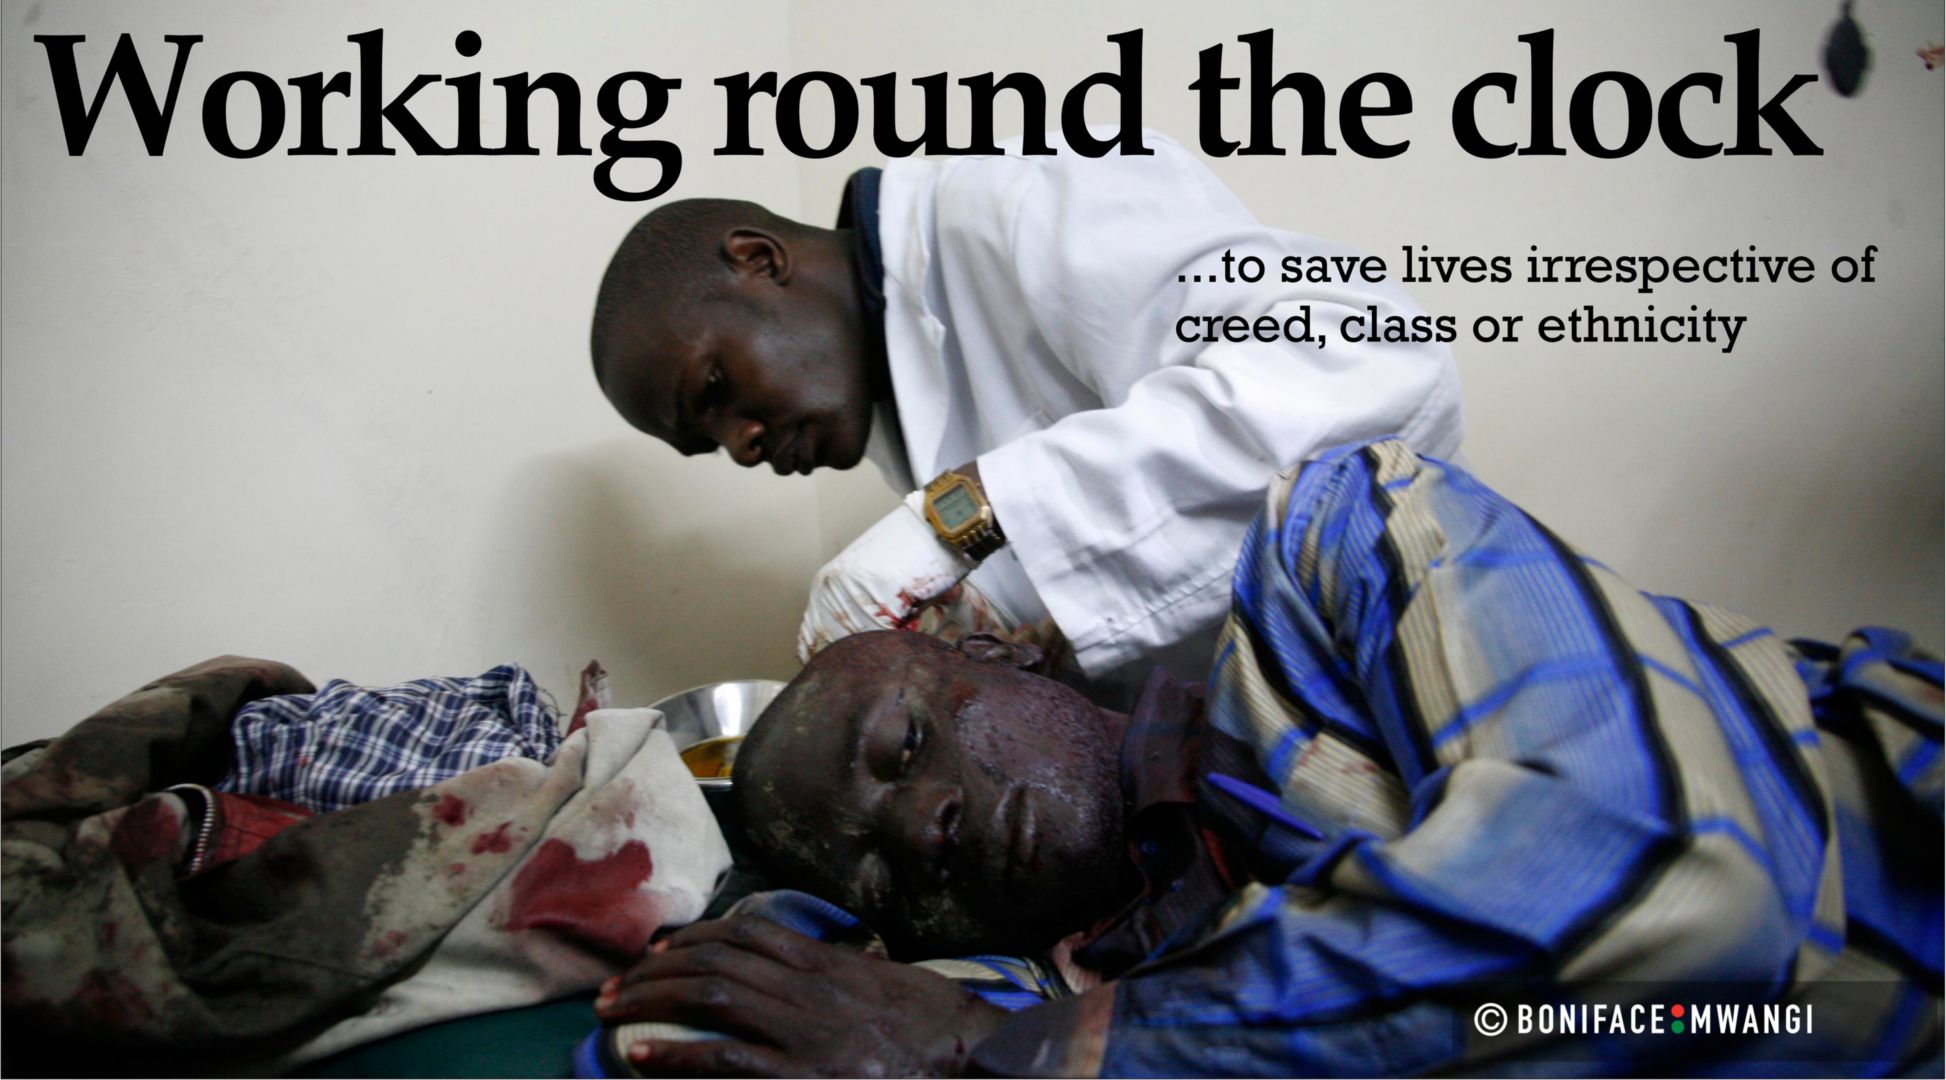 Working round the clock
...to save lives irrespective of
creed, class or ethnicity
© BONIFACE MWANGI